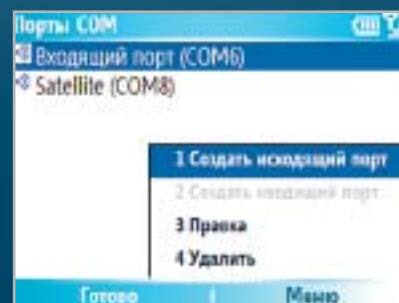 Порты COM
Входящий порт (COM6)
Satellite (COM8)
1 Создать исходящий порт
2 Создать входящий порт
3 Правка
4 Удалить
Готово
Меню